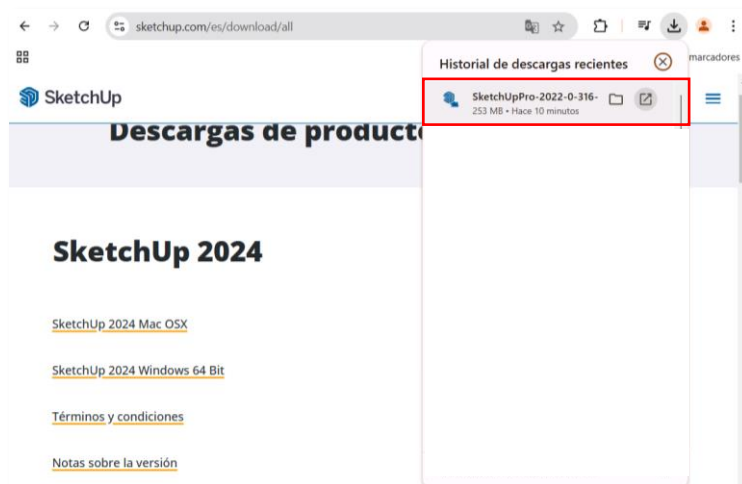 sketchup.com/es/download/all
Historial de descargas recientes
marcadores
SketchUpPro-2022-0-316-
253 MB • Hace 10 minutos
SketchUp
Descargas de producto
SketchUp 2024
SketchUp 2024 Mac OSX
SketchUp 2024 Windows 64 Bit
Términos y condiciones
Notas sobre la versión